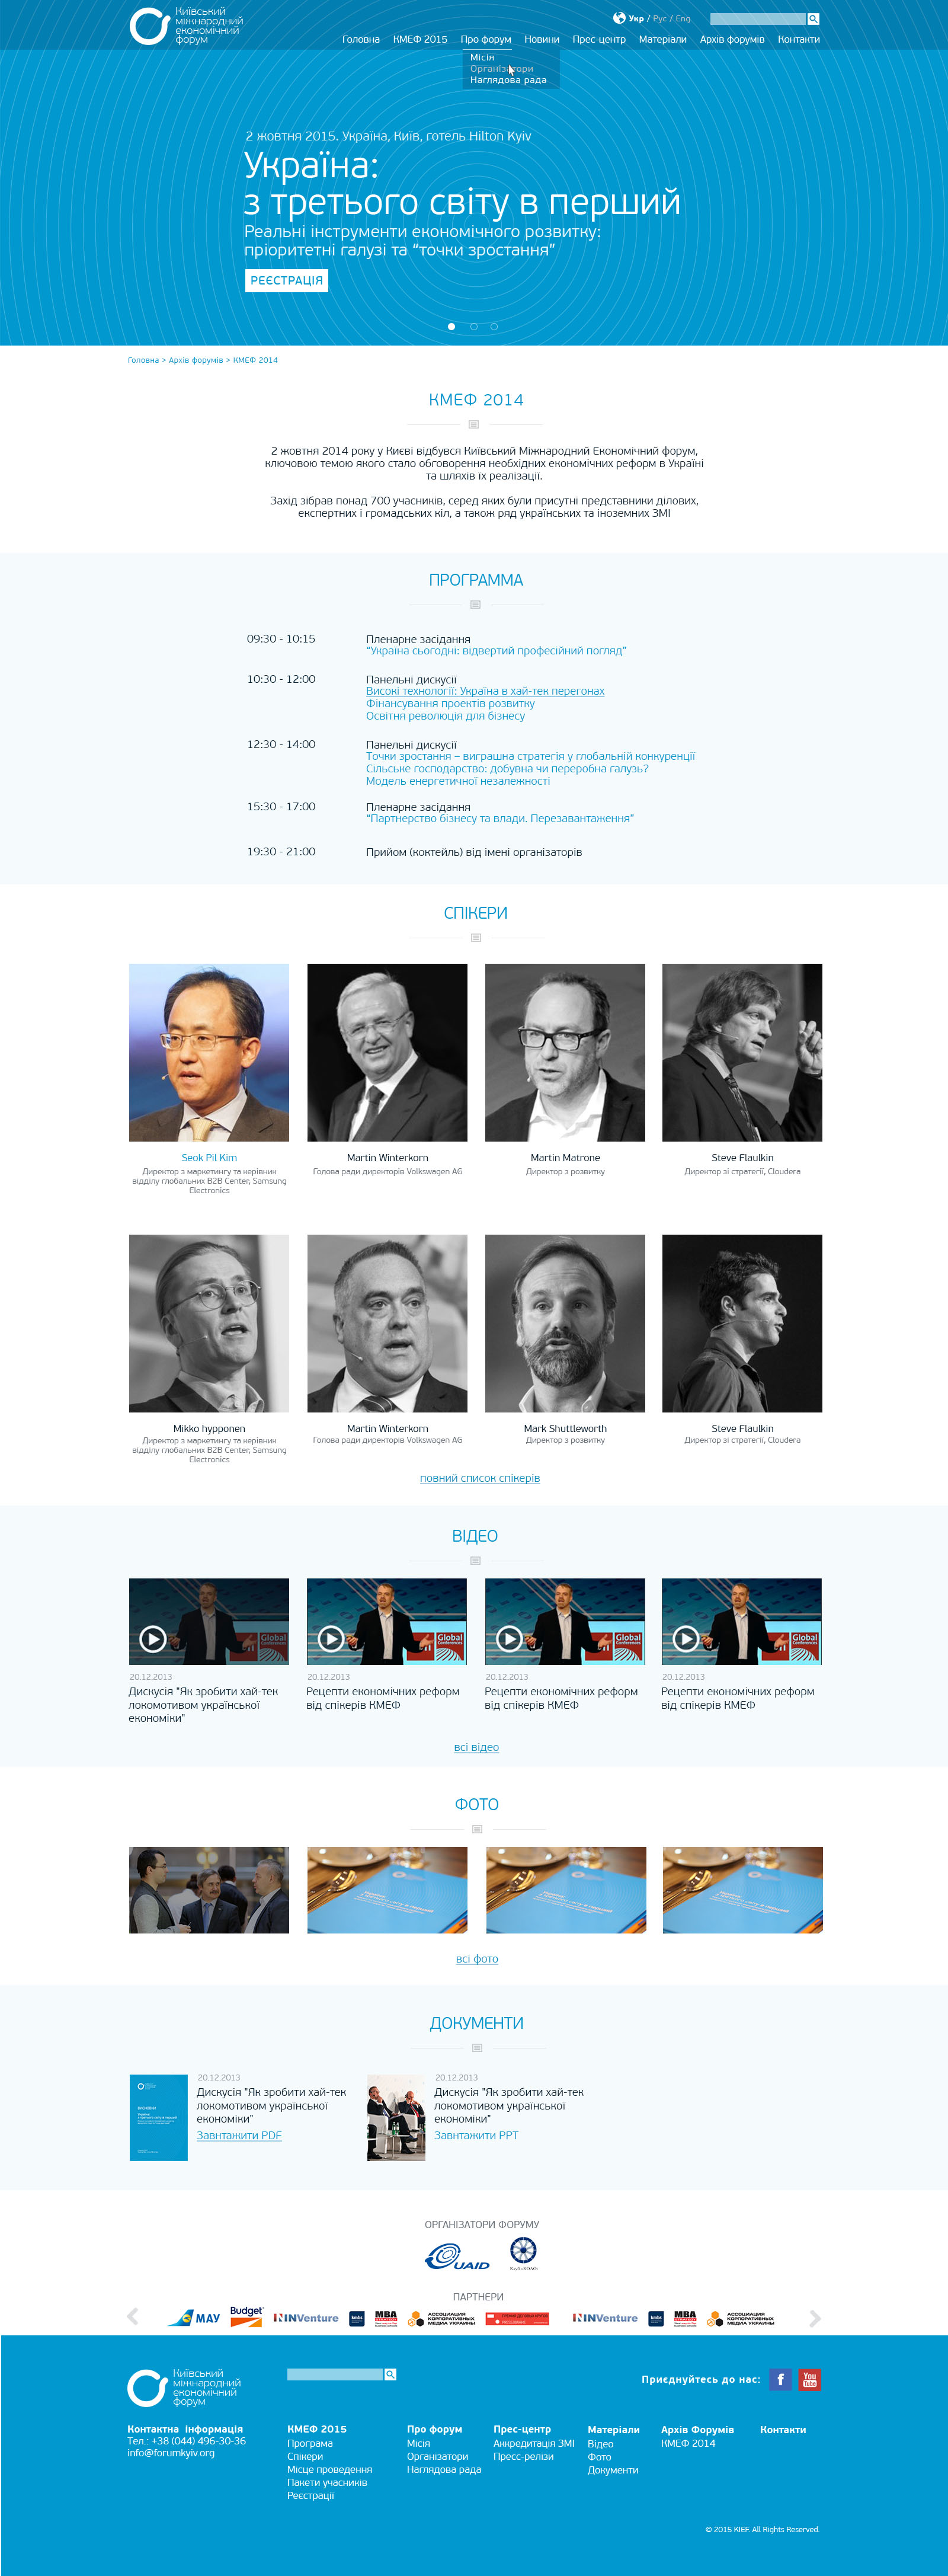 Київський
міжнародний
економічний
форум
Укр / Рус / Eng
Головна КМЕФ 2015 Про форум Новини Прес-центр Матеріали Архів форумів Контакти
Місія
Організатори
Наглядова рада
2 жовтня 2015. Україна, Київ, готель Hilton Kyiv
Україна:
з третього світу в перший
Реальні інструменти економічного розвитку:
пріоритетні галузі та “точки зростання”
РЕЄСТРАЦІЯ
Головна > Архів форумів > КМЕФ 2014
КМЕФ 2014
2 жовтня 2014 року у Києві відбувся Київський Міжнародний Економічний форум,
ключовою темою якого стало обговорення необхідних економічних реформ в Україні
та шляхів їх реалізації.
Захід зібрав понад 700 учасників, серед яких були присутні представники ділових,
експертних і громадських кіл, а також ряд українських та іноземних ЗМІ
ПРОГРАММА
09:30 - 10:15 Пленарне засідання
“Україна сьогодні: відвертий професійний погляд”
10:30 - 12:00 Панельні дискусії
Високі технології: Україна в хай-тек перегонах
Фінансування проектів розвитку
Освітня революція для бізнесу
12:30 - 14:00 Панельні дискусії
Точки зростання – виграшна стратегія у глобальній конкуренції
Сільське господарство: добувна чи переробна галузь?
Модель енергетичної незалежності
15:30 - 17:00 Пленарне засідання
“Партнерство бізнесу та влади. Перезавантаження”
19:30 - 21:00 Прийом (коктейль) від імені організаторів
СПІКЕРИ
Seok Pil Kim
Директор з маркетингу та керівник
відділу глобальних B2B Center, Samsung
Electronics
Martin Winterkorn
Голова ради директорів Volkswagen AG
Martin Matrone
Директор з розвитку
Steve Flaulkin
Директор зі стратегії, Cloudera
Mikko hypponen
Директор з маркетингу та керівник
відділу глобальних B2B Center, Samsung
Electronics
Martin Winterkorn
Голова ради директорів Volkswagen AG
Mark Shuttleworth
Директор з розвитку
Steve Flaulkin
Директор зі стратегії, Cloudera
повний список спікерів
ВІДЕО
Global
Conferences
Global
Conferences
Global
Conferences
Global
Conferences
20.12.2013
Дискусія "Як зробити хай-тек
локомотивом української
економіки"
20.12.2013
Рецепти економічних реформ
від спікерів КМЕФ
20.12.2013
Рецепти економічних реформ
від спікерів КМЕФ
20.12.2013
Рецепти економічних реформ
від спікерів КМЕФ
всі відео
ФОТО
всі фото
ДОКУМЕНТИ
20.12.2013
Дискусія "Як зробити хай-тек
локомотивом української
економіки"
Завнтажити PDF
20.12.2013
Дискусія "Як зробити хай-тек
локомотивом української
економіки"
Завнтажити PPT
ОРГАНІЗАТОРИ ФОРУМУ
UAID
ПАРТНЕРИ
МАУ
Budget
INVenture
MBA
АССОЦИАЦИЯ
КОРПОРАТИВНЫХ
МЕДИА УКРАИНЫ
INVenture
MBA
АССОЦИАЦИЯ
КОРПОРАТИВНЫХ
МЕДИА УКРАИНЫ
Київський
міжнародний
економічний
форум
Приєднуйтесь до нас:
f
You
Tube
Контактна інформація
Тел.: +38 (044) 496-30-36
info@forumkyiv.org
КМЕФ 2015
Програма
Спікери
Місце проведення
Пакети учасників
Реєстрації
Про форум
Місія
Організатори
Наглядова рада
Прес-центр
Аккредитація ЗМІ
Пресс-релізи
Матеріали
Відео
Фото
Документи
Архів Форумів
КМЕФ 2014
Контакти
© 2015 KIEF. All Rights Reserved.